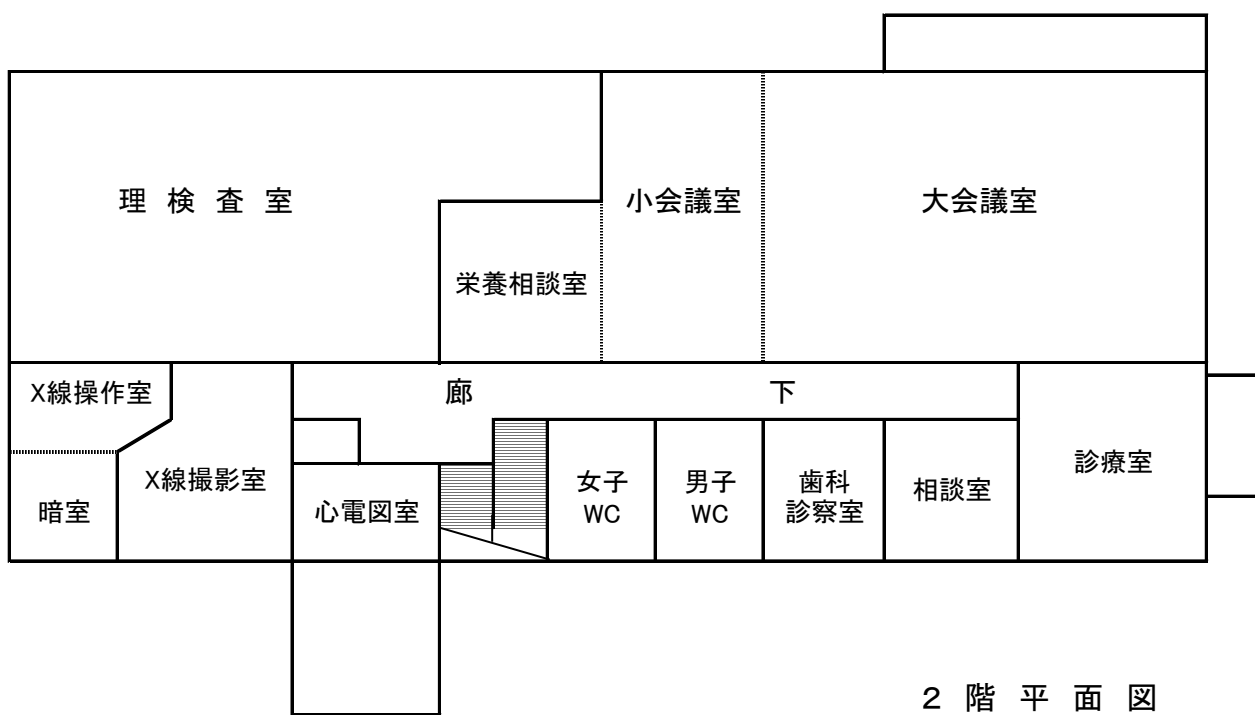 理検査室
小会議室
大会議室
栄養相談室
X線操作室
廊下
X線撮影室
暗室
心電図室
女子
WC
男子
WC
歯科
診察室
相談室
診療室
2階平面図